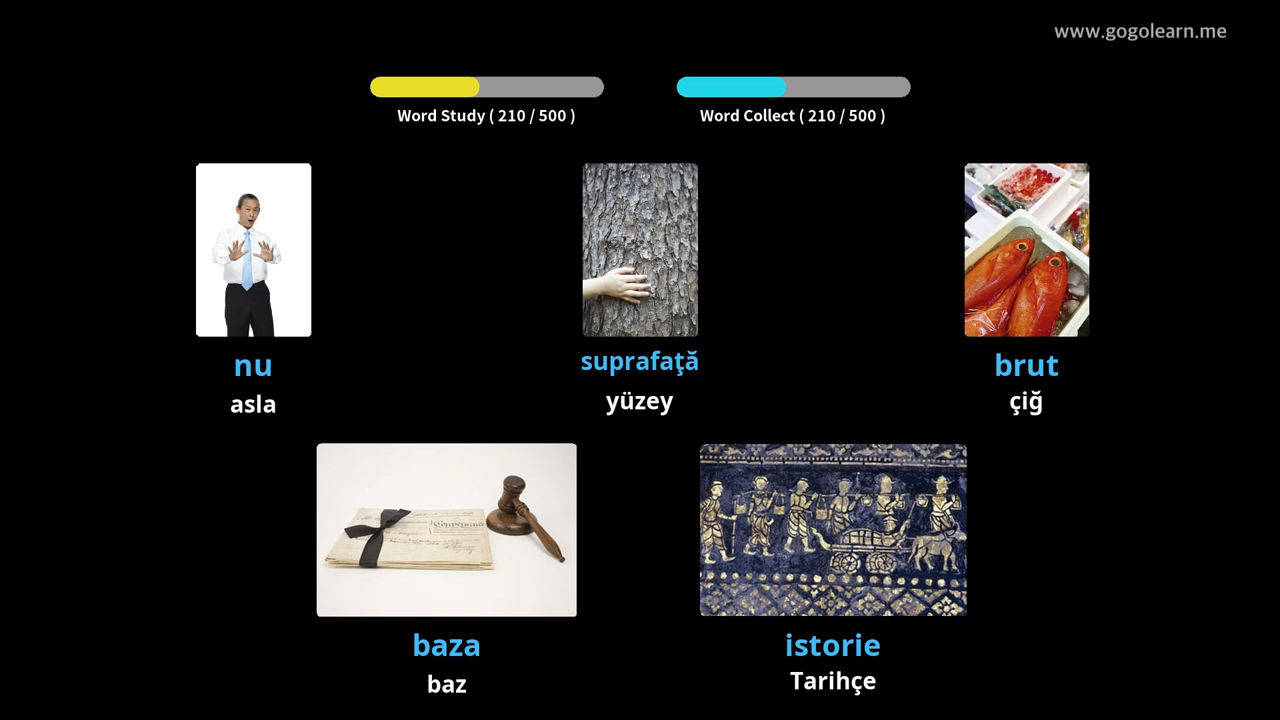 www.gogolearn.me
Word Study ( 210 / 500 )
Word Collect ( 210 / 500 )
nu
asla
suprafaţă
yüzey
brut
çiğ
baza
baz
istorie
Tarihçe